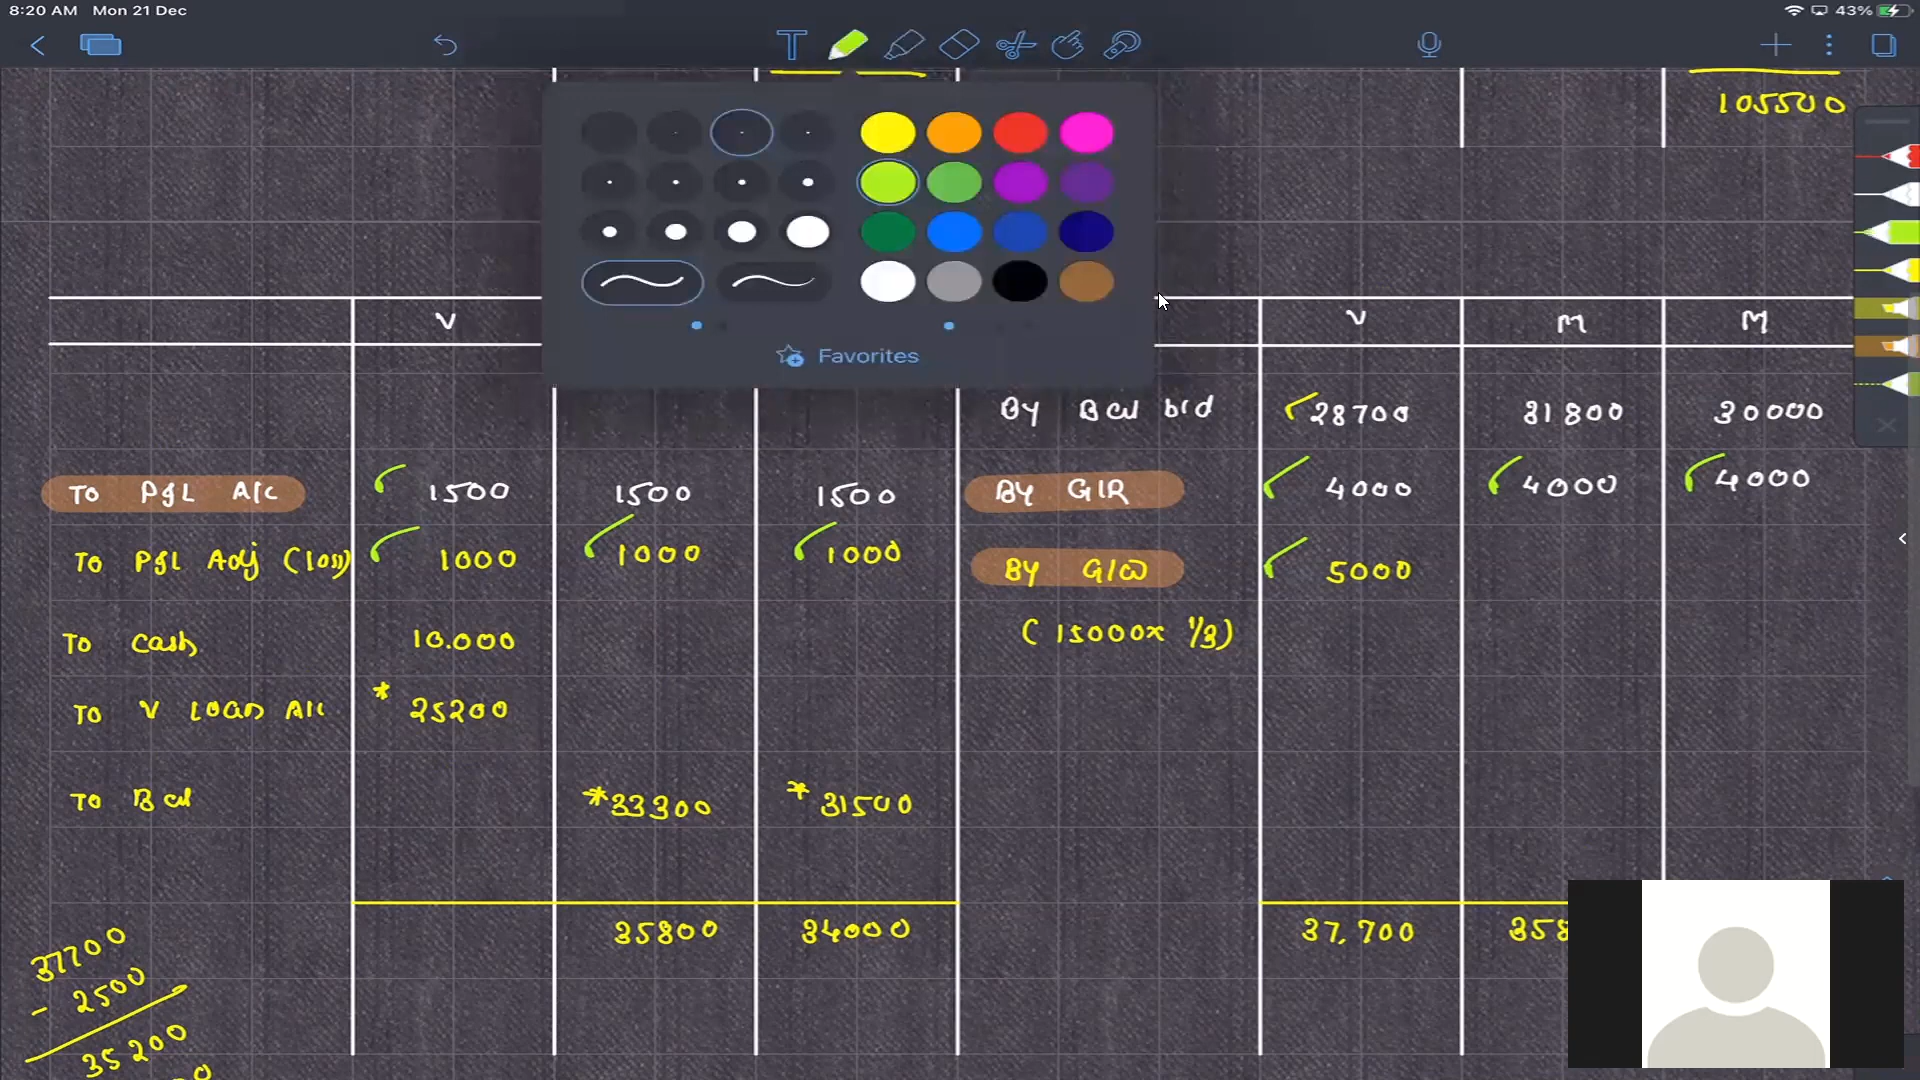 8:20 AM Mon 21 Dec 43%
105500
Favorites
V V M M
By Bal b/d 28700 31800 30000
To P&L A/c 1500 1500 1500 By G/R 4000 4000 4000
To P&L Adj (loss) 1000 1000 1000 By G/W 5000
To Cash 10.000 (15000x 1/3)
To V Loan A/c * 25200
To Bal *33300 * 31500
35800 34000 37,700 358
37700
- 2500
35200